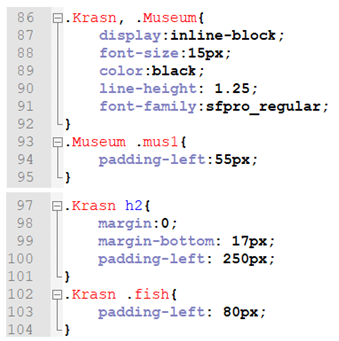 86 .Krasn, .Museum{
87 display:inline-block;
88 font-size:15px;
89 color:black;
90 line-height: 1.25;
91 font-family:sfpro_regular;
92 }
93 .Museum .mus1{
94 padding-left:55px;
95 }
97 .Krasn h2{
98 margin:0;
99 margin-bottom: 17px;
100 padding-left: 250px;
101 }
102 .Krasn .fish{
103 padding-left: 80px;
104 }